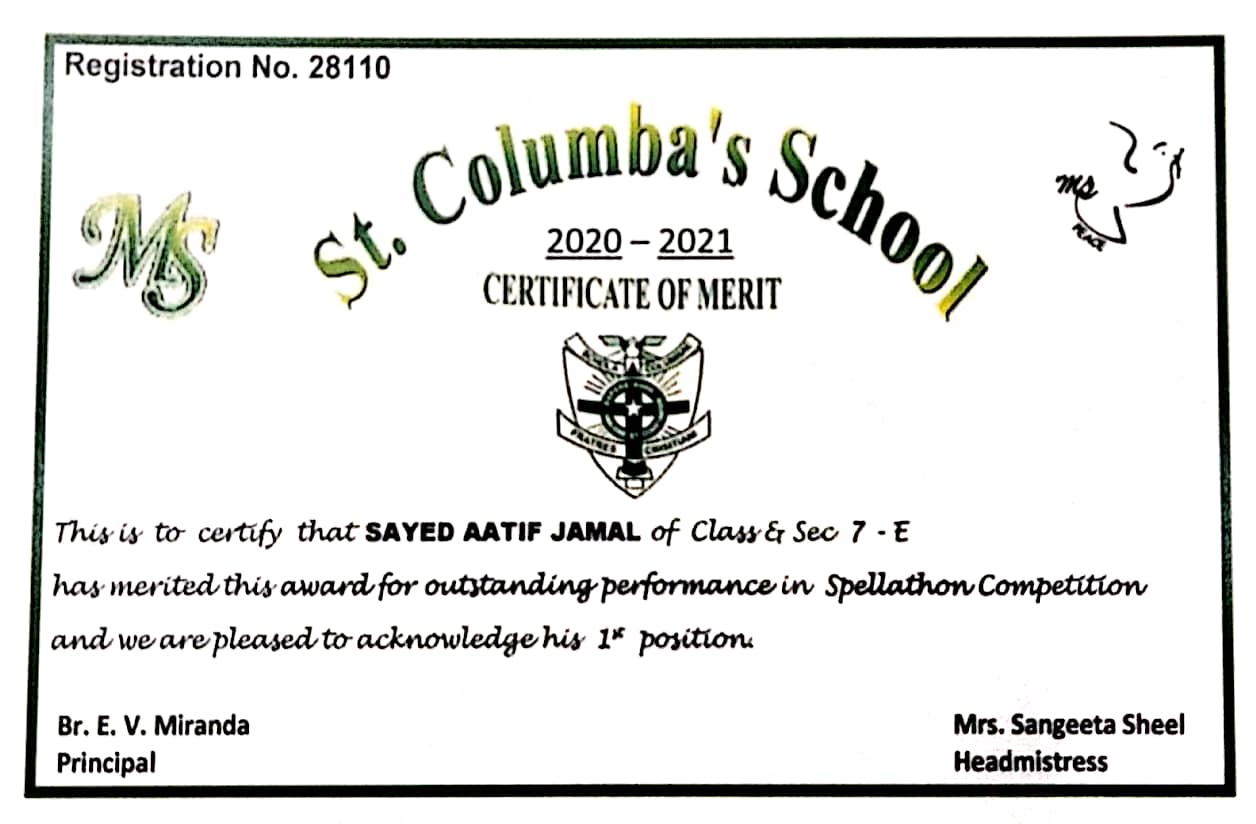 Registration No. 28110
St. Columba's School
MS
ms
PEACE
2020 – 2021
CERTIFICATE OF MERIT
FRATRES CHRISTIANI
This is to certify that SAYED AATIF JAMAL of Class & Sec 7 - E
has merited this award for outstanding performance in Spellathon Competition
and we are pleased to acknowledge his 1st position.
Br. E. V. Miranda
Mrs. Sangeeta Sheel
Principal
Headmistress